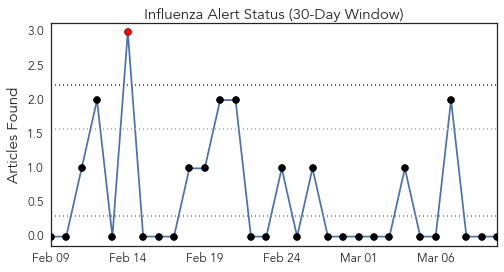 Influenza Alert Status (30-Day Window)
Articles Found
3.0
2.5
2.0
1.5
1.0
0.5
0.0
Feb 09 Feb 14 Feb 19 Feb 24 Mar 01 Mar 06